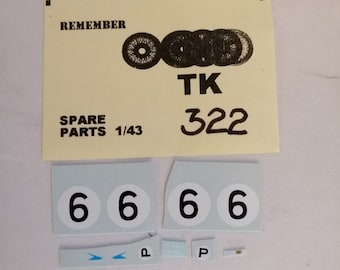 REMEMBER
TK
SPARE
PARTS 1/43
322
6 6 6 6
P P